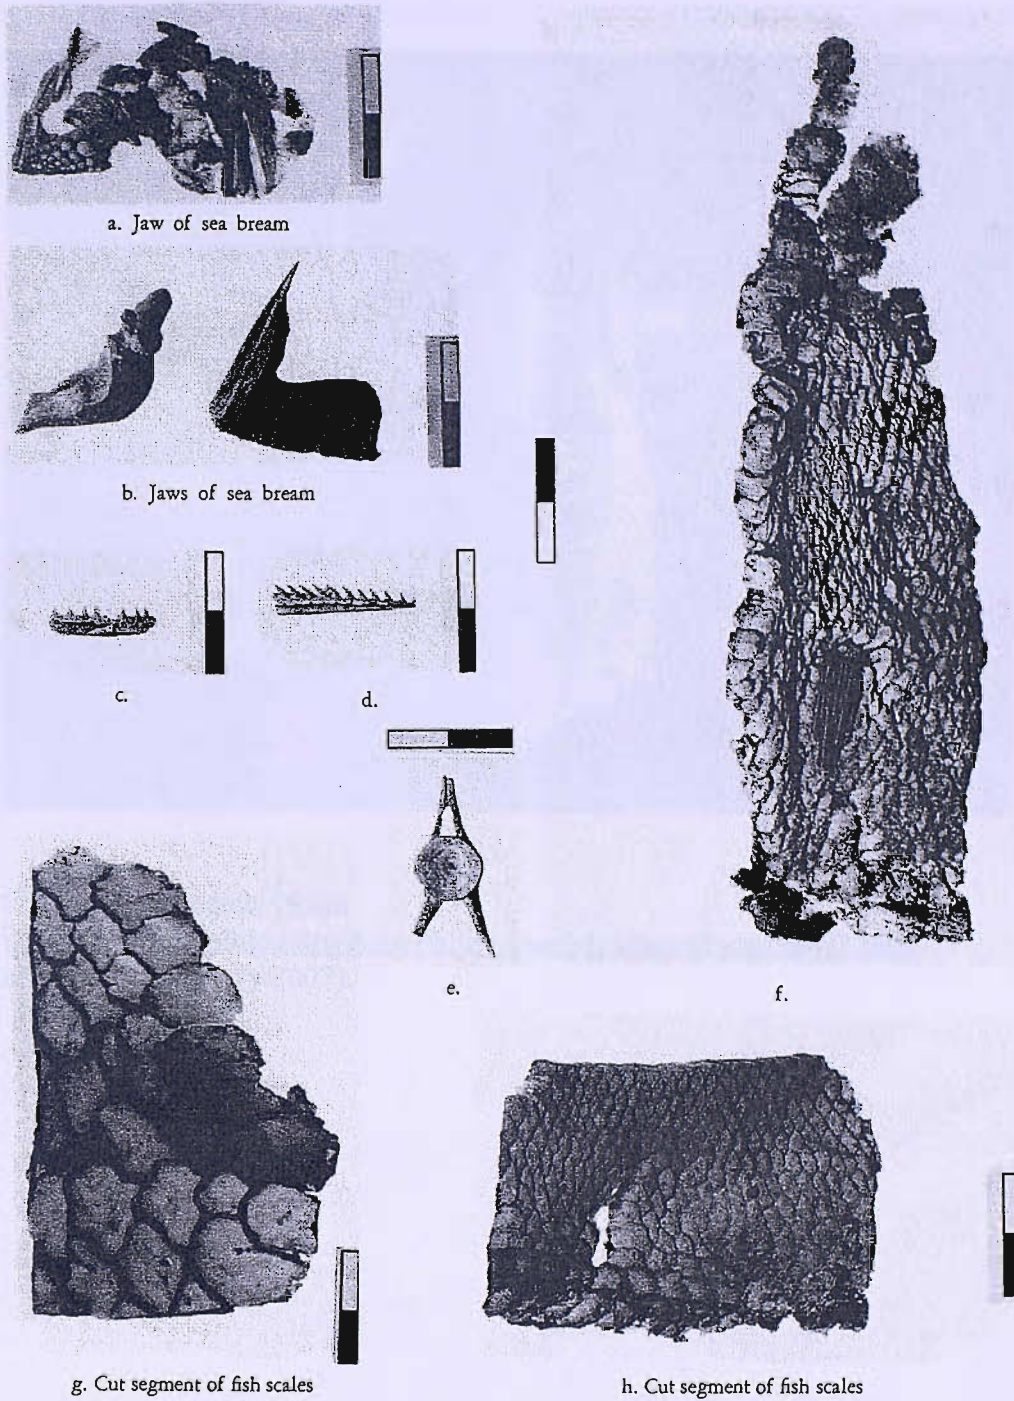 a. Jaw of sea bream
b. Jaws of sea bream
c.
d.
e.
f.
g. Cut segment of fish scales
h. Cut segment of fish scales